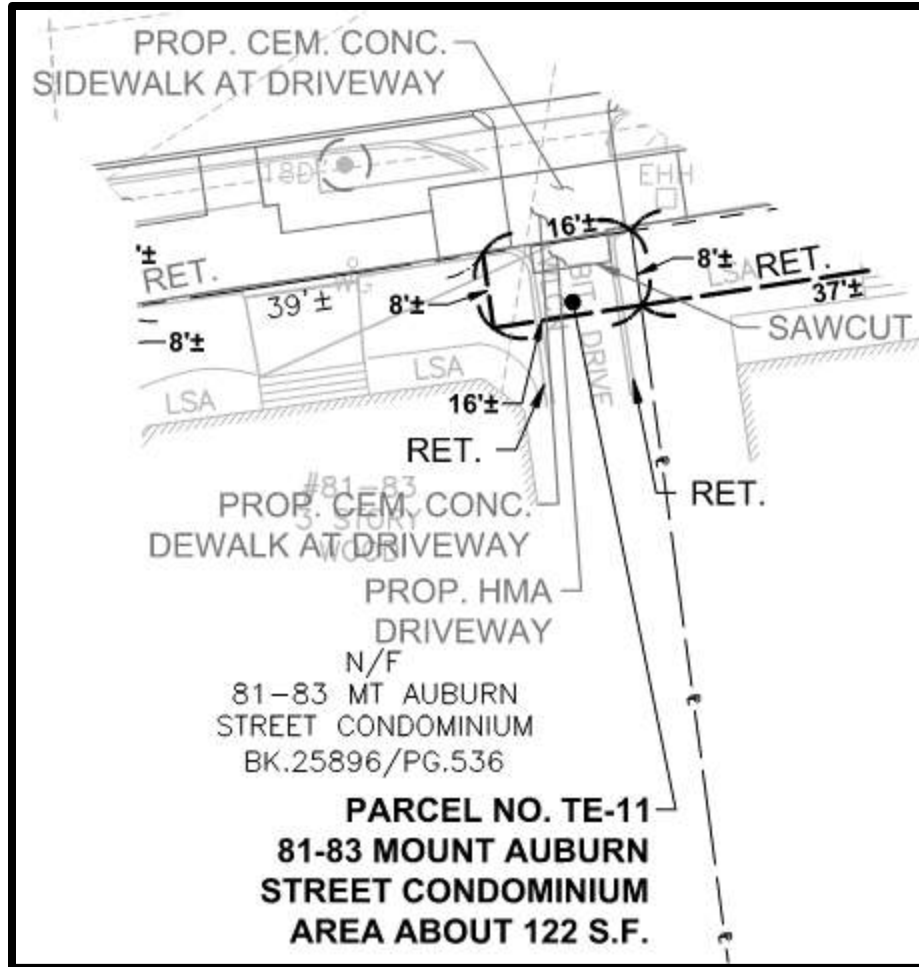 PROP. CEM. CONC.
SIDEWALK AT DRIVEWAY
EHH
16'±
'±
RET.
39'±
WG
8'±
8'±
LSA
RET.
37'±
8'±
BIT DRIVE
SAWCUT
LSA
LSA
16'±
RET.
RET.
#81-83
3 STORY
WOOD
PROP. CEM. CONC.
DEWALK AT DRIVEWAY
PROP. HMA
DRIVEWAY
N/F
81-83 MT AUBURN
STREET CONDOMINIUM
BK.25896/PG.536
PARCEL NO. TE-11
81-83 MOUNT AUBURN
STREET CONDOMINIUM
AREA ABOUT 122 S.F.